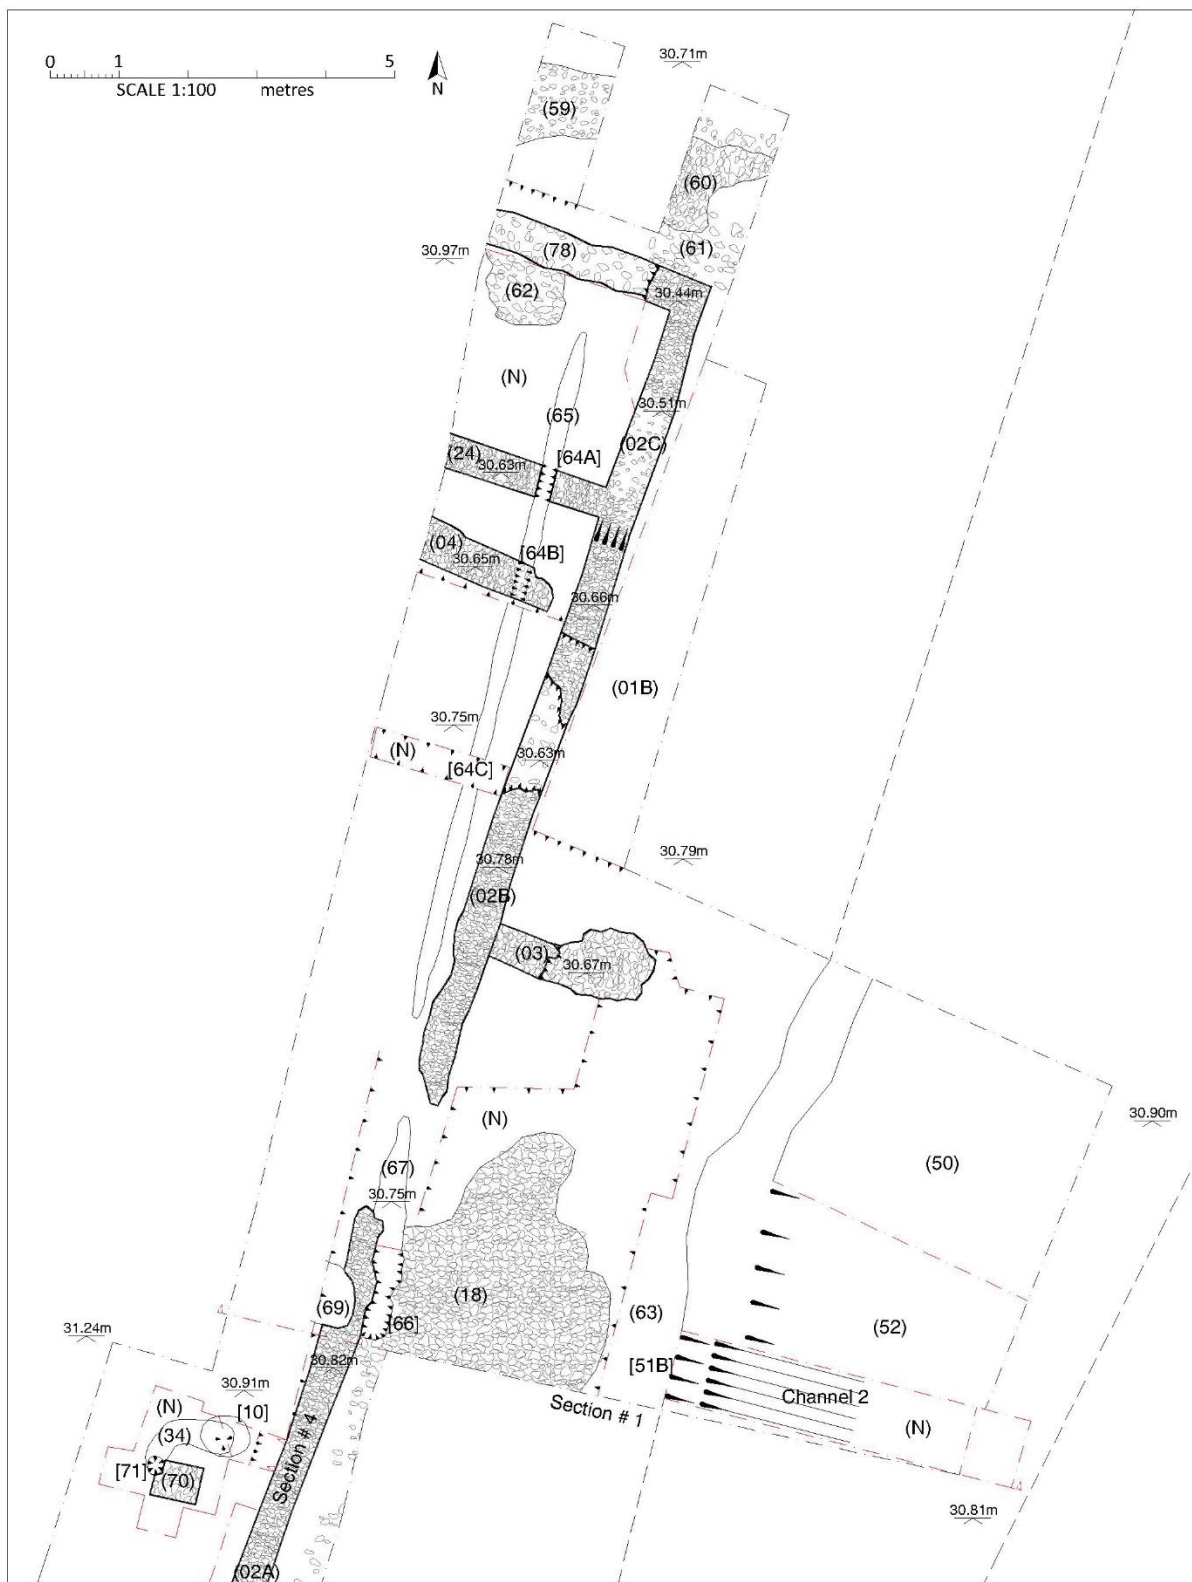 0 1 5
SCALE 1:100 metres
N
30.71m
(59)
(60)
(61)
(78)
30.97m
(62)
30.44m
(N)
30.51m
(65)
(02C)
(24)
30.63m
[64A]
(04)
30.65m
[64B]
30.66m
(01B)
30.75m
(N)
[64C]
30.63m
30.79m
30.78m
(02B)
(03)
30.67m
(N)
30.90m
(50)
(67)
30.75m
(18)
(69)
[66]
(63)
(52)
31.24m
30.82m
[51B]
30.91m
Channel 2
(N)
[10]
Section # 1
(N)
(34)
Section # 4
[71]
(70)
30.81m
(02A)